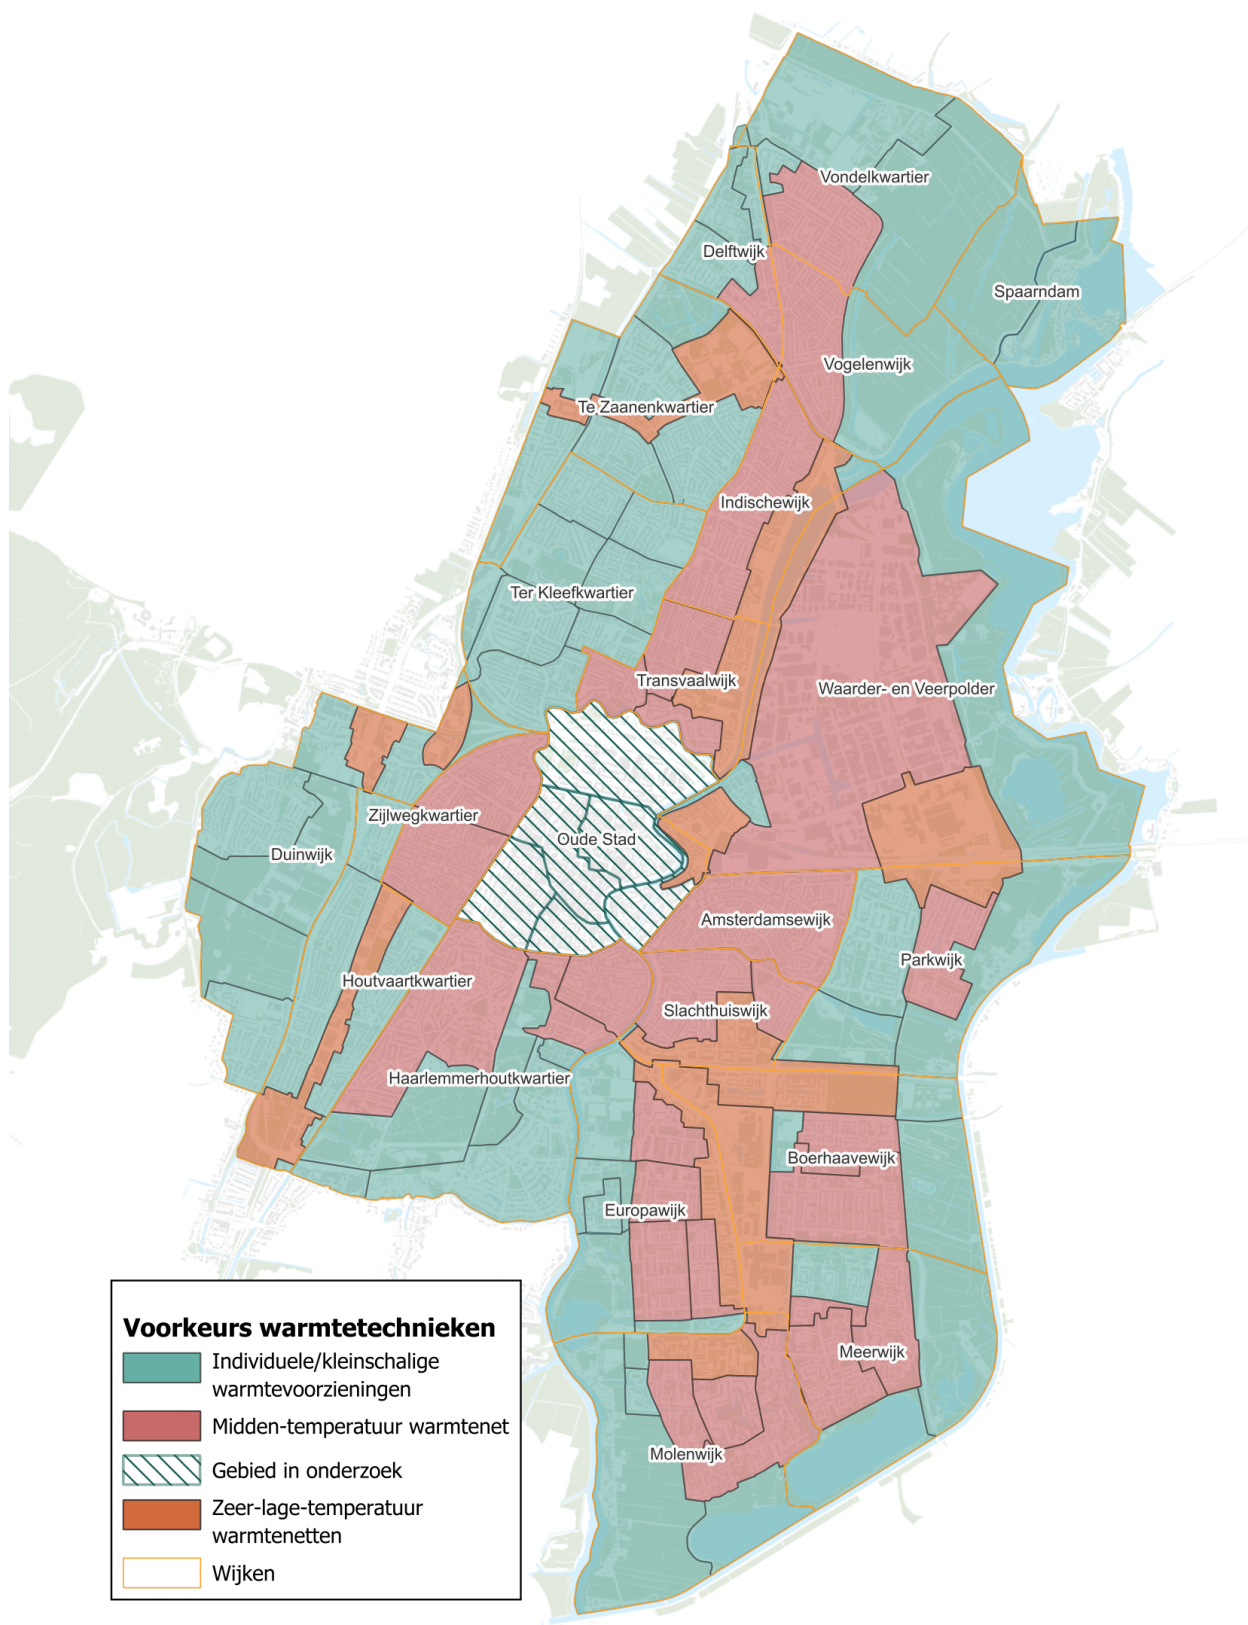 Vondelkwartier
Delftwijk
Spaarndam
Vogelenwijk
Te Zaanenkwartier
Indischewijk
Ter Kleefkwartier
Transvaalwijk
Waarder- en Veerpolder
Zijlwegkwartier
Oude Stad
Duinwijk
Amsterdamsewijk
Parkwijk
Houtvaartkwartier
Slachthuiswijk
Haarlemmerhoutkwartier
Boerhaavewijk
Europawijk
Meerwijk
Molenwijk
Voorkeurs warmtetechnieken
Individuele/kleinschalige
warmtevoorzieningen
Midden-temperatuur warmtenet
Gebied in onderzoek
Zeer-lage-temperatuur
warmtenetten
Wijken